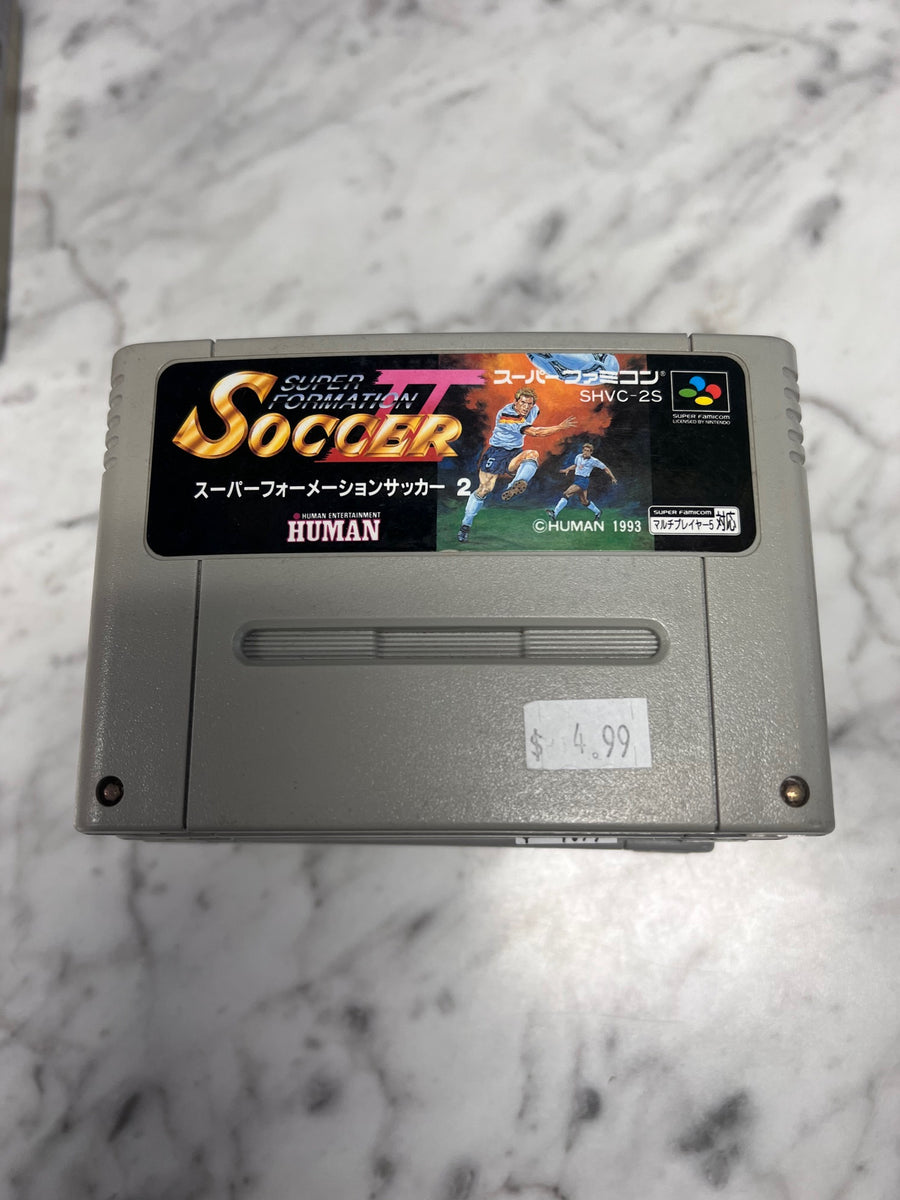 SUPER
FORMATION
SOCCER II
スーパーフォーメーションサッカー 2
HUMAN ENTERTAINMENT
HUMAN
スーパーファミコン®
SHVC-2S
SUPER FAMICOM
LICENSED BY NINTENDO
5
©HUMAN 1993
SUPER FAMICOM
マルチプレイヤー5 対応
$ 4.99